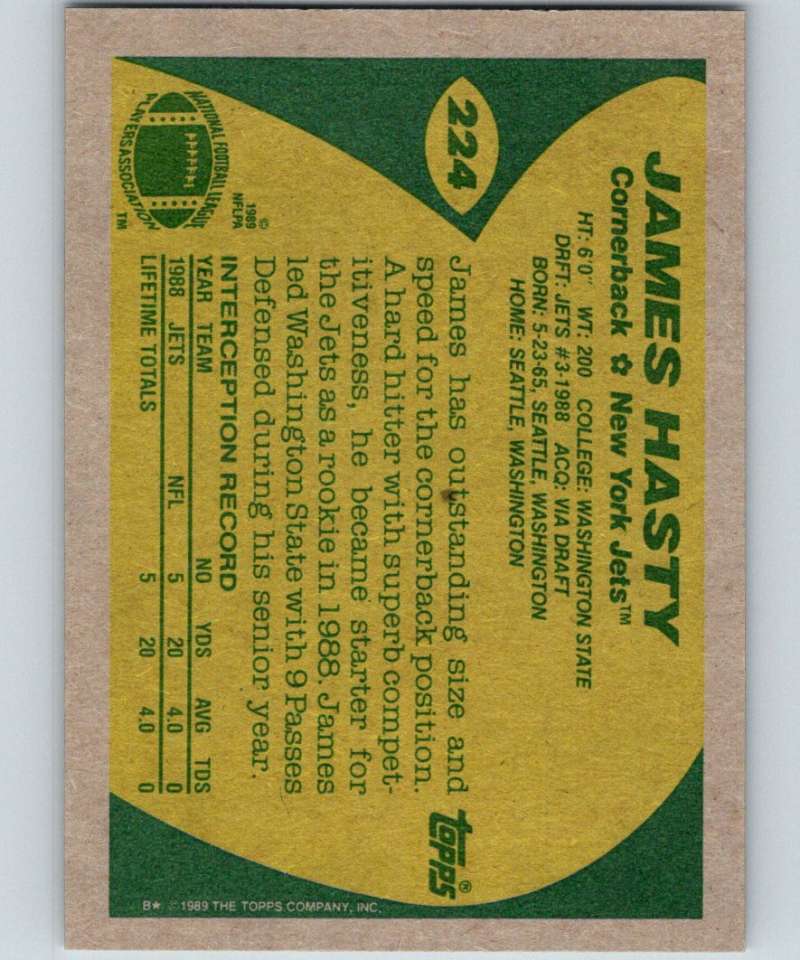 224
JAMES HASTY
Cornerback ✿ New York Jets™
HT: 6'0" WT: 200 COLLEGE: WASHINGTON STATE
DRFT: JETS #3-1988 ACQ: VIA DRAFT
BORN: 5-23-65, SEATTLE, WASHINGTON
HOME: SEATTLE, WASHINGTON
James has outstanding size and
speed for the cornerback position.
A hard hitter with superb compet-
itiveness, he became starter for
the Jets as a rookie in 1988. James
led Washington State with 9 Passes
Defensed during his senior year.
topps®
NATIONAL FOOTBALL LEAGUE
PLAYERS ASSOCIATION
TM
©
1989
NFLPA
INTERCEPTION RECORD
YEAR TEAM NO YDS AVG TDS
1988 JETS NFL 5 20 4.0 0
LIFETIME TOTALS 5 20 4.0 0
B★ ©1989 THE TOPPS COMPANY, INC.